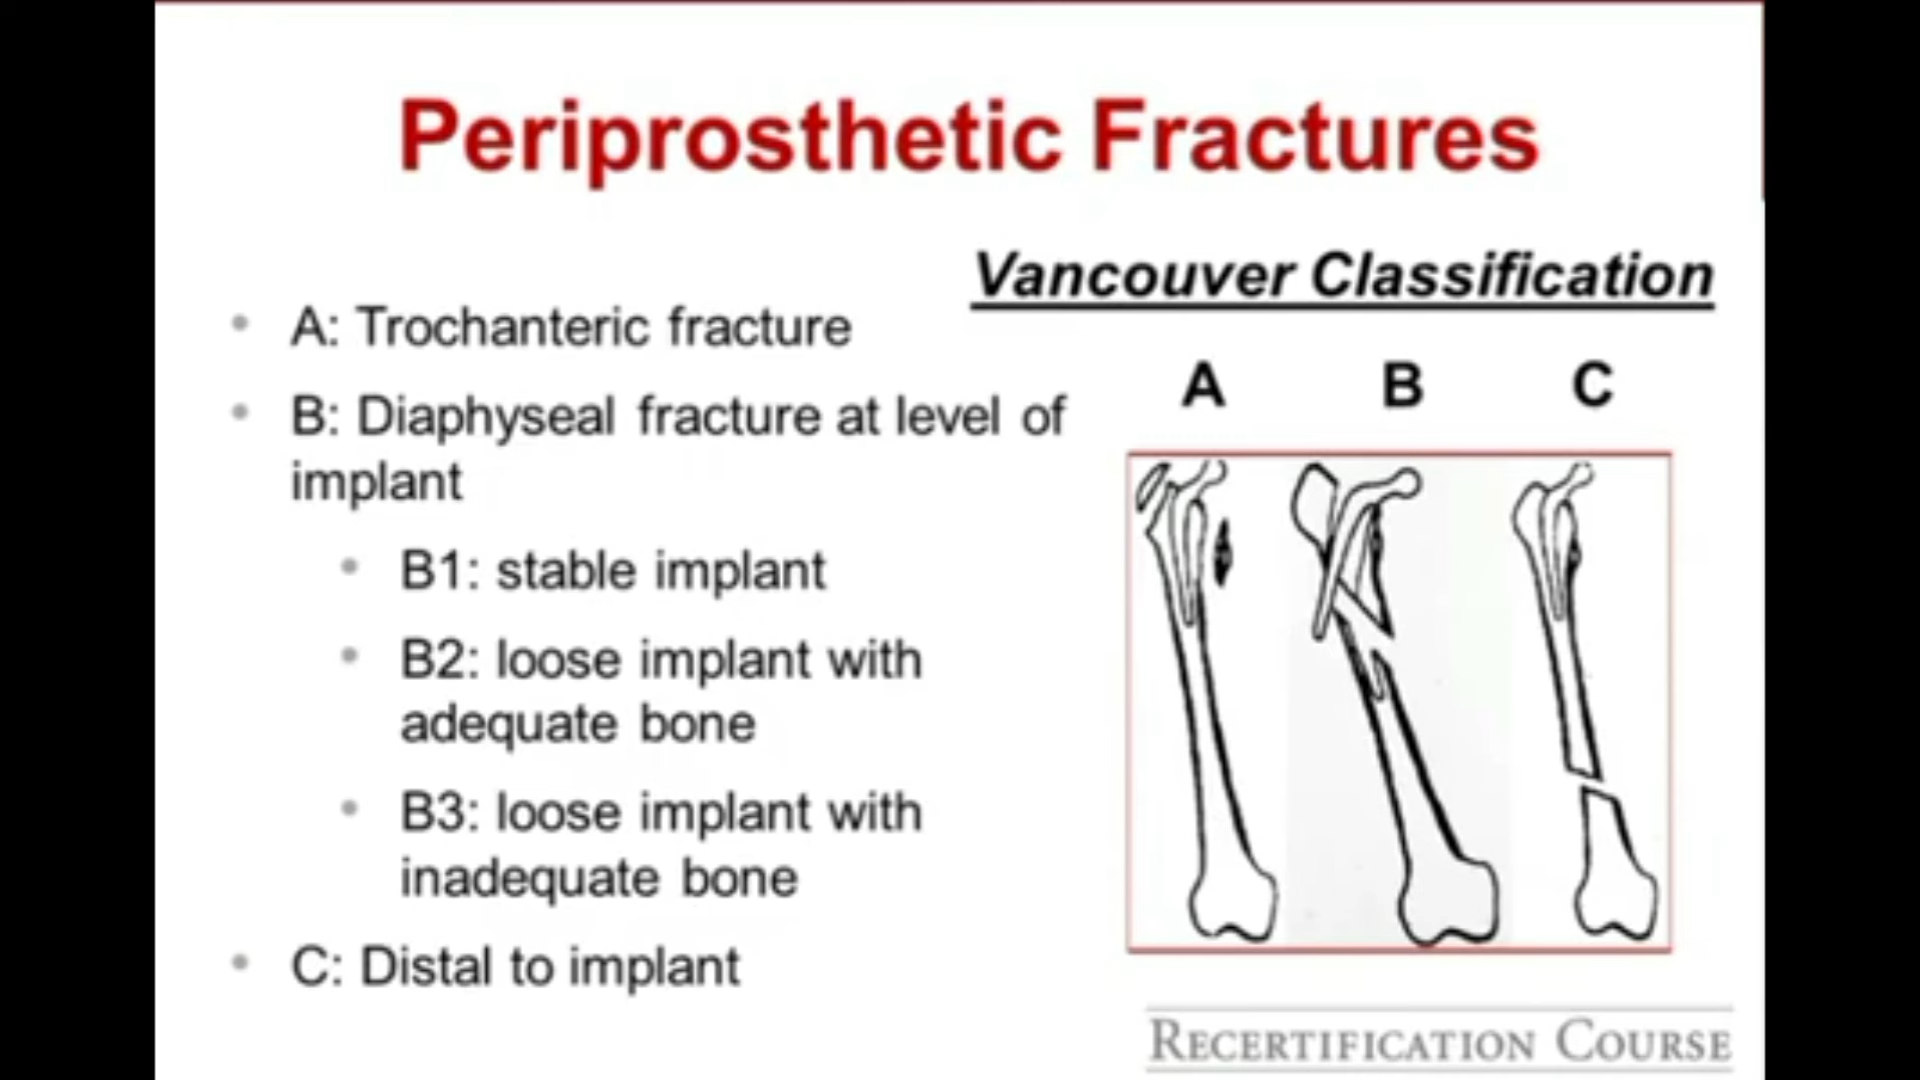 Periprosthetic Fractures
Vancouver Classification
• A: Trochanteric fracture
• B: Diaphyseal fracture at level of
implant
• B1: stable implant
• B2: loose implant with
adequate bone
• B3: loose implant with
inadequate bone
• C: Distal to implant
A B C
RECERTIFICATION COURSE